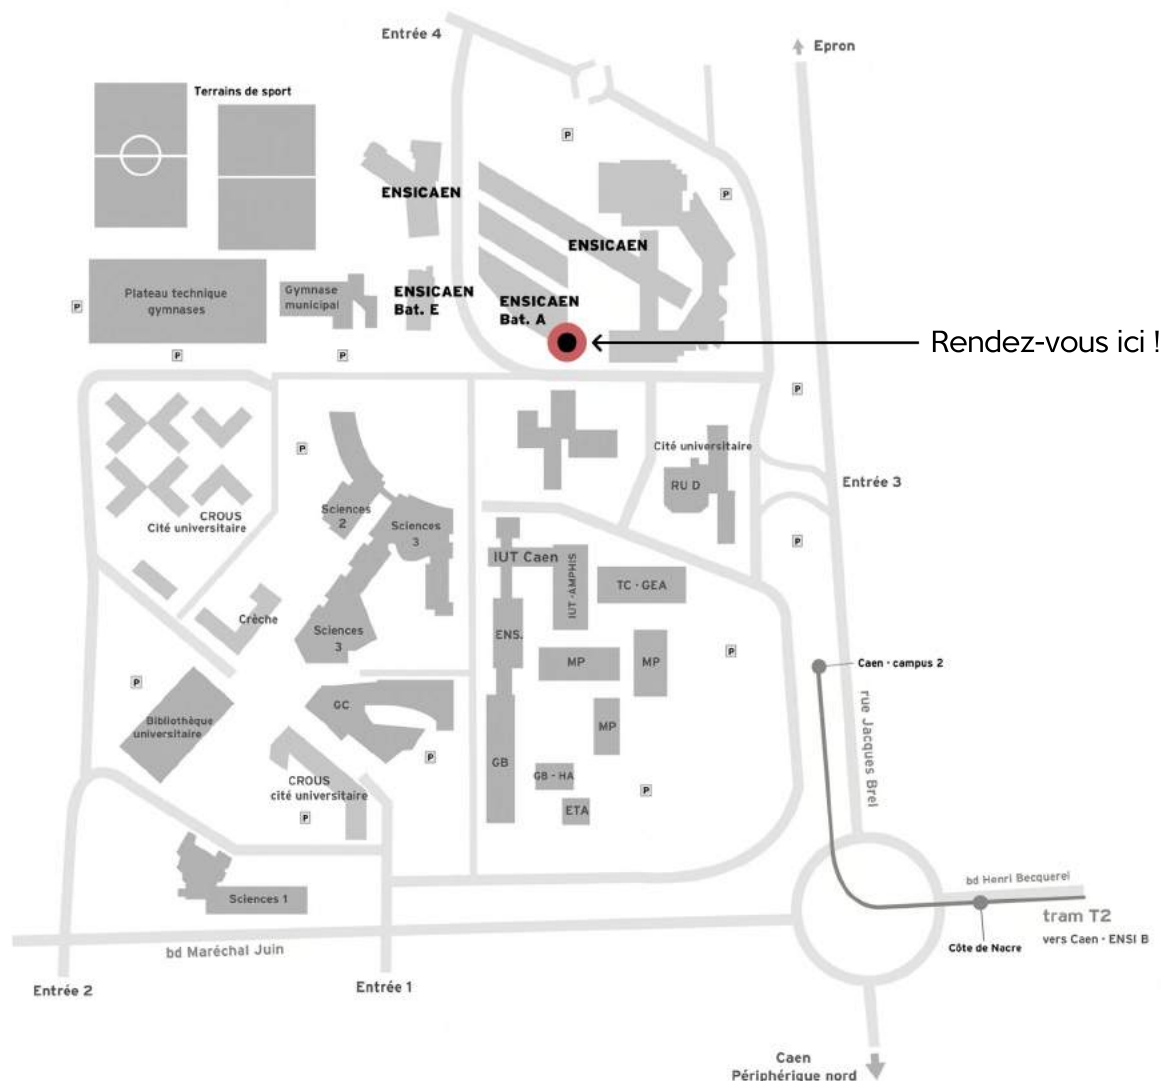 Entrée 4
Epron
Terrains de sport
P
P
ENSICAEN
ENSICAEN
Plateau technique
gymnases
Gymnase
municipal
ENSICAEN
Bat. E
ENSICAEN
Bat. A
P
Rendez-vous ici !
P
P
P
P
Cité universitaire
RU D
Entrée 3
CROUS
Cité universitaire
Sciences
2
Sciences
3
P
IUT Caen
IUT -AMPHIS
TC - GEA
Crèche
Sciences
3
ENS.
MP
MP
P
Caen - campus 2
P
rue Jacques Brel
Bibliothèque
universitaire
GC
MP
P
GB
GB - HA
CROUS
cité universitaire
P
ETA
P
Sciences 1
bd Henri Becquerel
tram T2
vers Caen - ENSI B
Côte de Nacre
bd Maréchal Juin
Entrée 2
Entrée 1
Caen
Périphérique nord